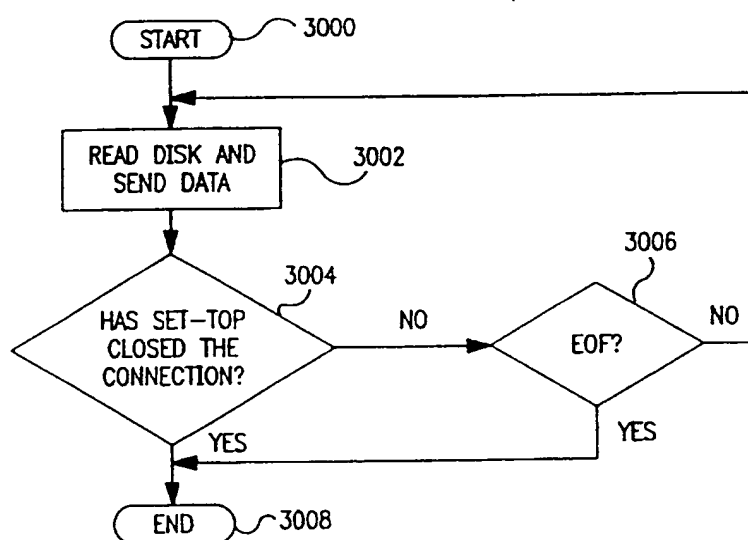 START
3000
READ DISK AND
SEND DATA
3002
HAS SET-TOP
CLOSED THE
CONNECTION?
3004
NO
EOF?
3006
NO
YES
YES
END
3008